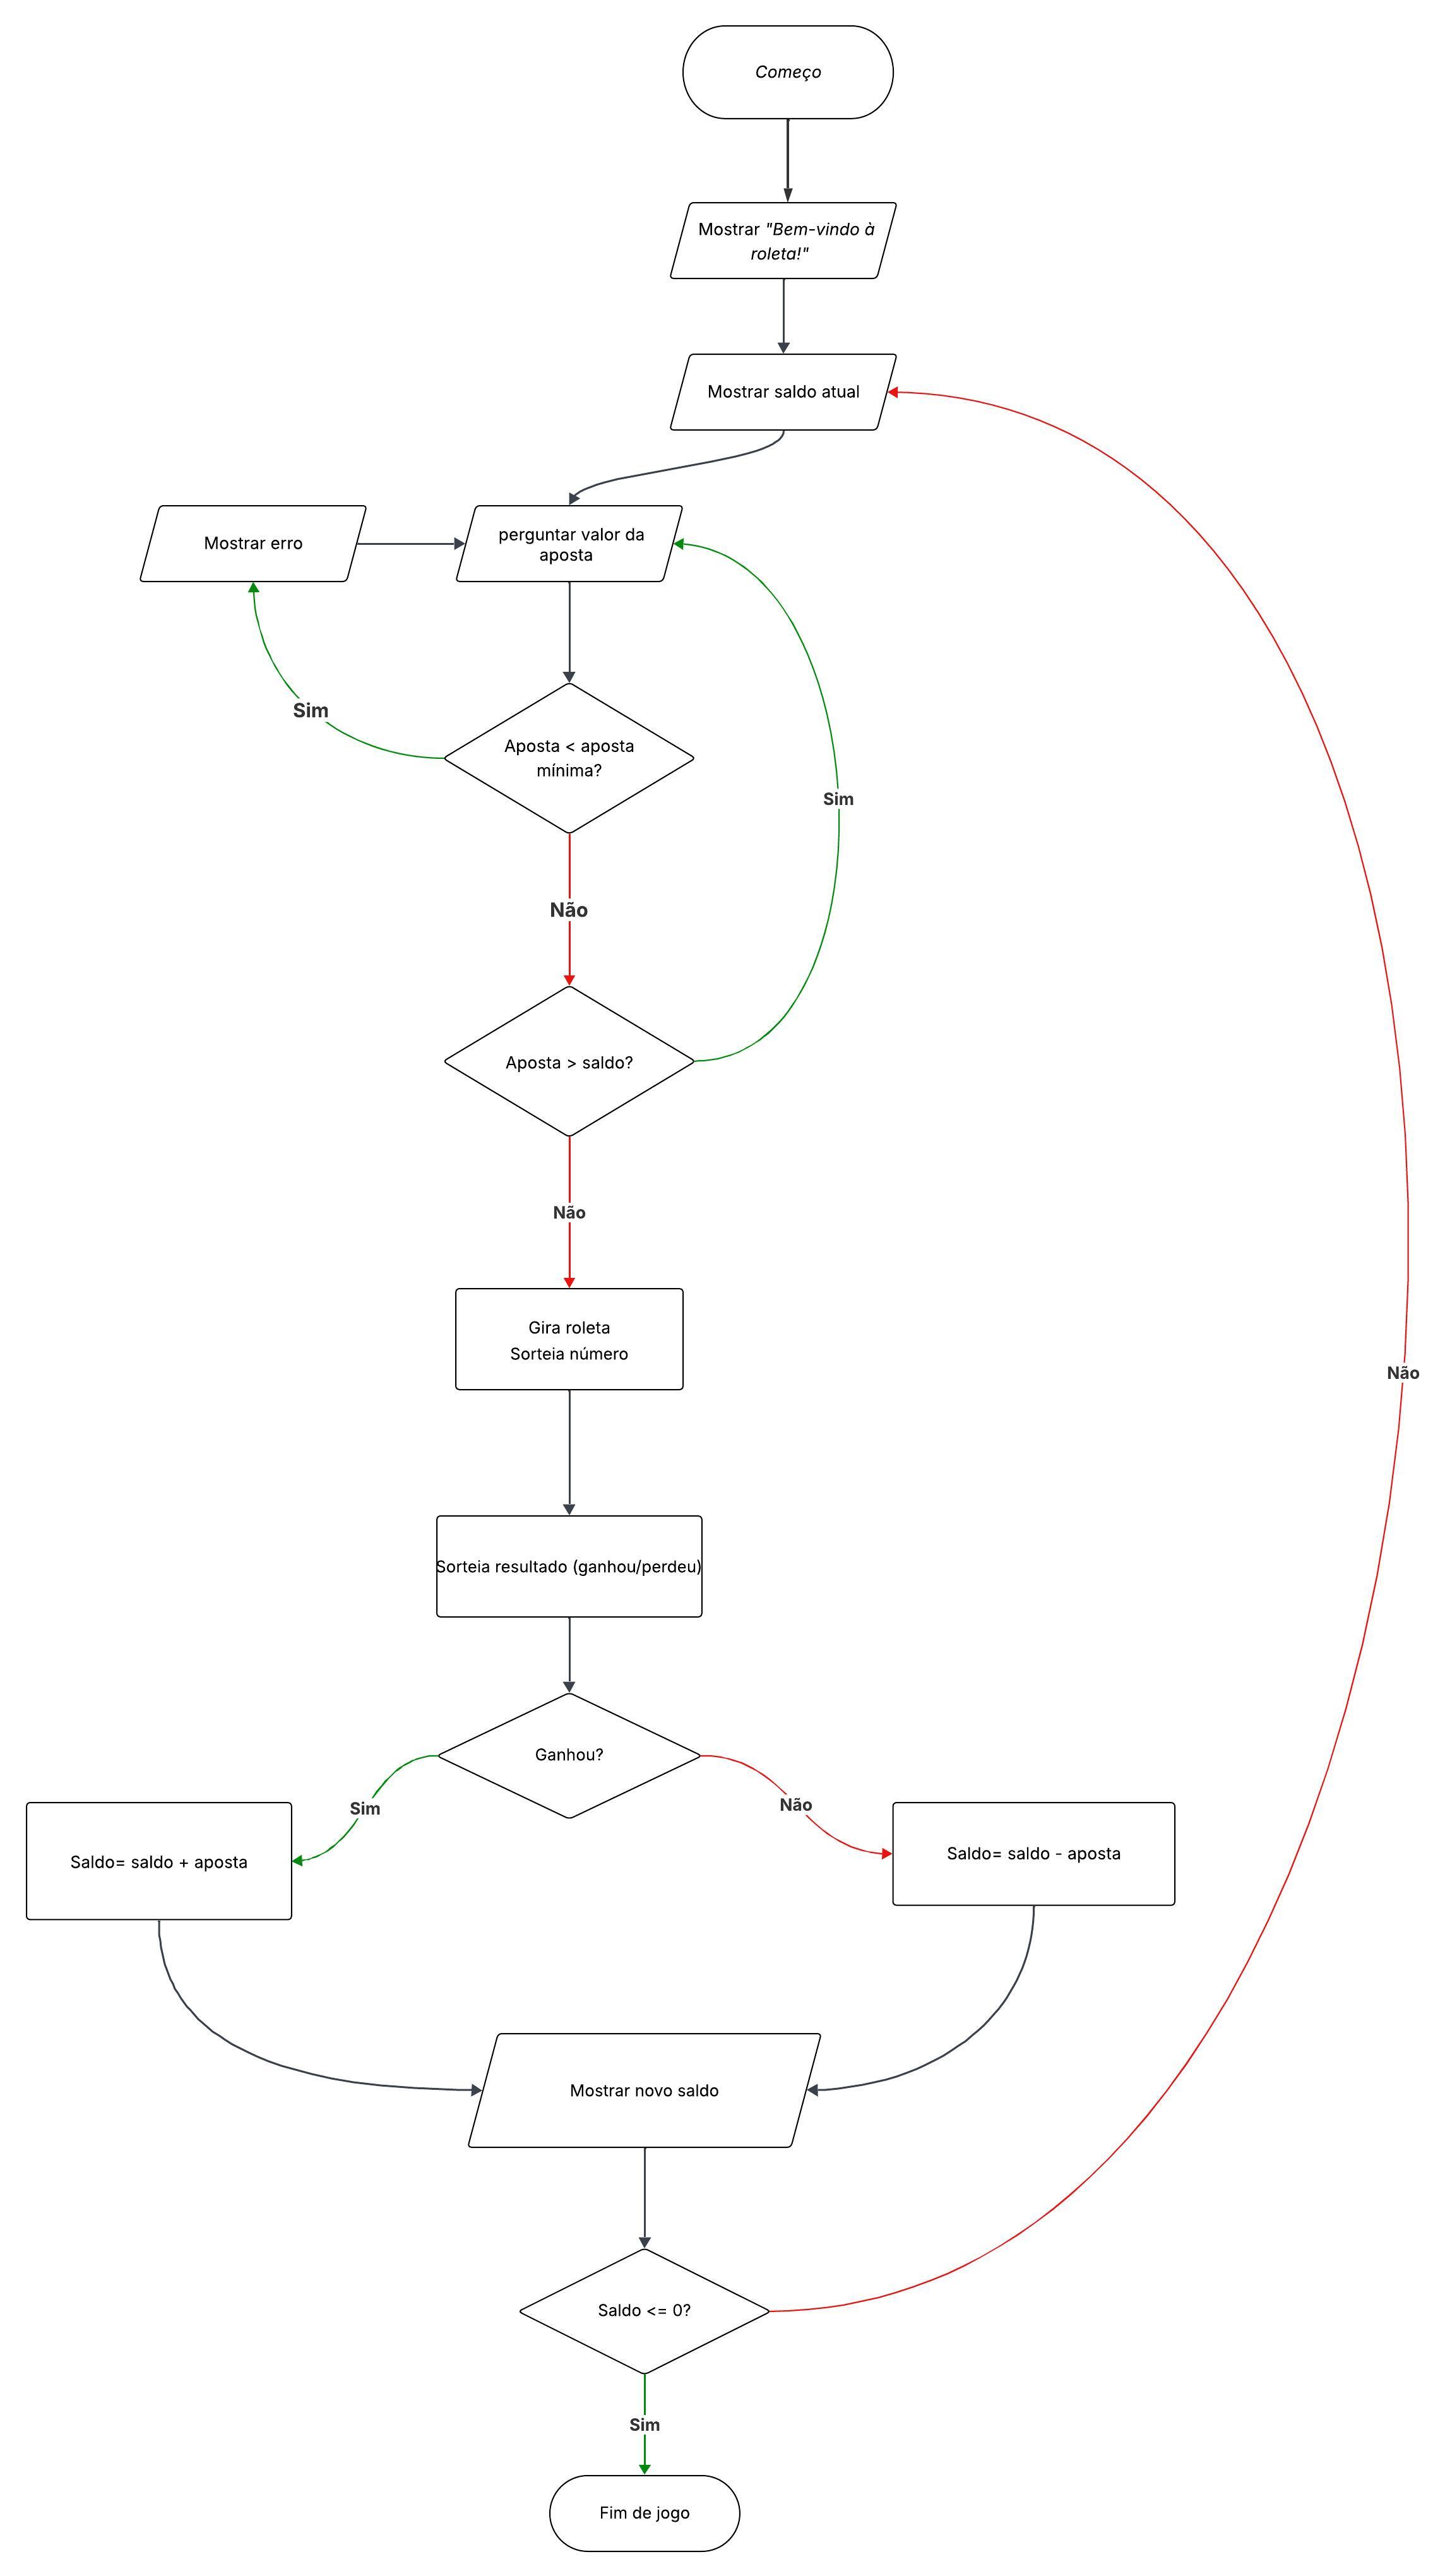 Começo
Mostrar "Bem-vindo à
roleta!"
Mostrar saldo atual
Mostrar erro
perguntar valor da
aposta
Sim
Aposta < aposta
mínima?
Sim
Não
Aposta > saldo?
Não
Gira roleta
Sorteia número
Não
Sorteia resultado (ganhou/perdeu)
Ganhou?
Sim
Não
Saldo= saldo + aposta
Saldo= saldo - aposta
Mostrar novo saldo
Saldo <= 0?
Sim
Fim de jogo